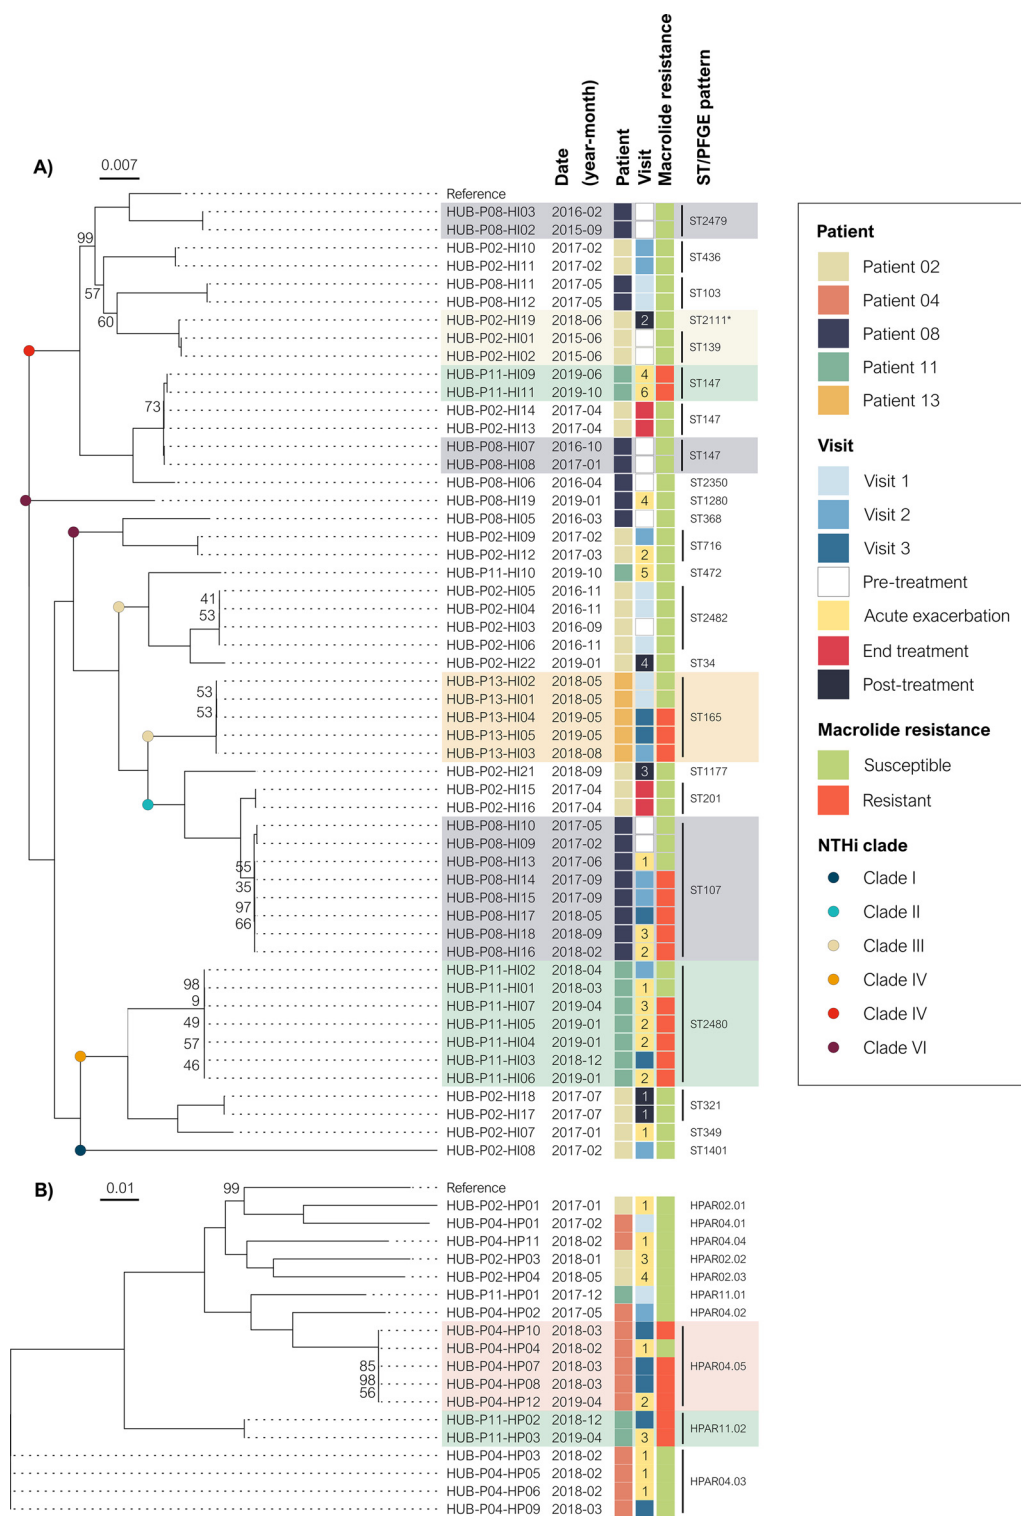 Date (year-month) Patient Visit Macrolide resistance ST/PFGE pattern
A) 0.007
Reference
HUB-P08-HI03 2016-02
HUB-P08-HI02 2015-09 ST2479
99
HUB-P02-HI10 2017-02
HUB-P02-HI11 2017-02 ST436
57
HUB-P08-HI11 2017-05
HUB-P08-HI12 2017-05 ST103
60
HUB-P02-HI19 2018-06 2 ST2111*
HUB-P02-HI01 2015-06
HUB-P02-HI02 2015-06 ST139
HUB-P11-HI09 2019-06 4
HUB-P11-HI11 2019-10 6 ST147
73
HUB-P02-HI14 2017-04
HUB-P02-HI13 2017-04 ST147
HUB-P08-HI07 2016-10
HUB-P08-HI08 2017-01 ST147
HUB-P08-HI06 2016-04 ST2350
HUB-P08-HI19 2019-01 4 ST1280
HUB-P08-HI05 2016-03 ST368
HUB-P02-HI09 2017-02
HUB-P02-HI12 2017-03 2 ST716
HUB-P11-HI10 2019-10 5 ST472
HUB-P02-HI05 2016-11
41
HUB-P02-HI04 2016-11
53
HUB-P02-HI03 2016-09 ST2482
HUB-P02-HI06 2016-11
HUB-P02-HI22 2019-01 4 ST34
HUB-P13-HI02 2018-05
53
HUB-P13-HI01 2018-05
53
HUB-P13-HI04 2019-05 ST165
HUB-P13-HI05 2019-05
HUB-P13-HI03 2018-08
HUB-P02-HI21 2018-09 3 ST1177
HUB-P02-HI15 2017-04
HUB-P02-HI16 2017-04 ST201
HUB-P08-HI10 2017-05
HUB-P08-HI09 2017-02
HUB-P08-HI13 2017-06 1
55
HUB-P08-HI14 2017-09 ST107
35
HUB-P08-HI15 2017-09
97
HUB-P08-HI17 2018-05
66
HUB-P08-HI18 2018-09 3
HUB-P08-HI16 2018-02 2
HUB-P11-HI02 2018-04
98
HUB-P11-HI01 2018-03 1
9
HUB-P11-HI07 2019-04 3
49
HUB-P11-HI05 2019-01 2 ST2480
57
HUB-P11-HI04 2019-01 2
46
HUB-P11-HI03 2018-12
HUB-P11-HI06 2019-01 2
HUB-P02-HI18 2017-07 1
HUB-P02-HI17 2017-07 1 ST321
HUB-P02-HI07 2017-01 1 ST349
HUB-P02-HI08 2017-02 ST1401
B) 0.01
99
Reference
HUB-P02-HP01 2017-01 1 HPAR02.01
HUB-P04-HP01 2017-02 HPAR04.01
HUB-P04-HP11 2018-02 1 HPAR04.04
HUB-P02-HP03 2018-01 3 HPAR02.02
HUB-P02-HP04 2018-05 4 HPAR02.03
HUB-P11-HP01 2017-12 HPAR11.01
HUB-P04-HP02 2017-05 HPAR04.02
HUB-P04-HP10 2018-03
HUB-P04-HP04 2018-02 1
85 HUB-P04-HP07 2018-03 HPAR04.05
98 HUB-P04-HP08 2018-03
56 HUB-P04-HP12 2019-04 2
HUB-P11-HP02 2018-12
HUB-P11-HP03 2019-04 3 HPAR11.02
HUB-P04-HP03 2018-02 1
HUB-P04-HP05 2018-02 1
HUB-P04-HP06 2018-02 1 HPAR04.03
HUB-P04-HP09 2018-03
Patient
Patient 02
Patient 04
Patient 08
Patient 11
Patient 13
Visit
Visit 1
Visit 2
Visit 3
Pre-treatment
Acute exacerbation
End treatment
Post-treatment
Macrolide resistance
Susceptible
Resistant
NTHi clade
Clade I
Clade II
Clade III
Clade IV
Clade IV
Clade VI